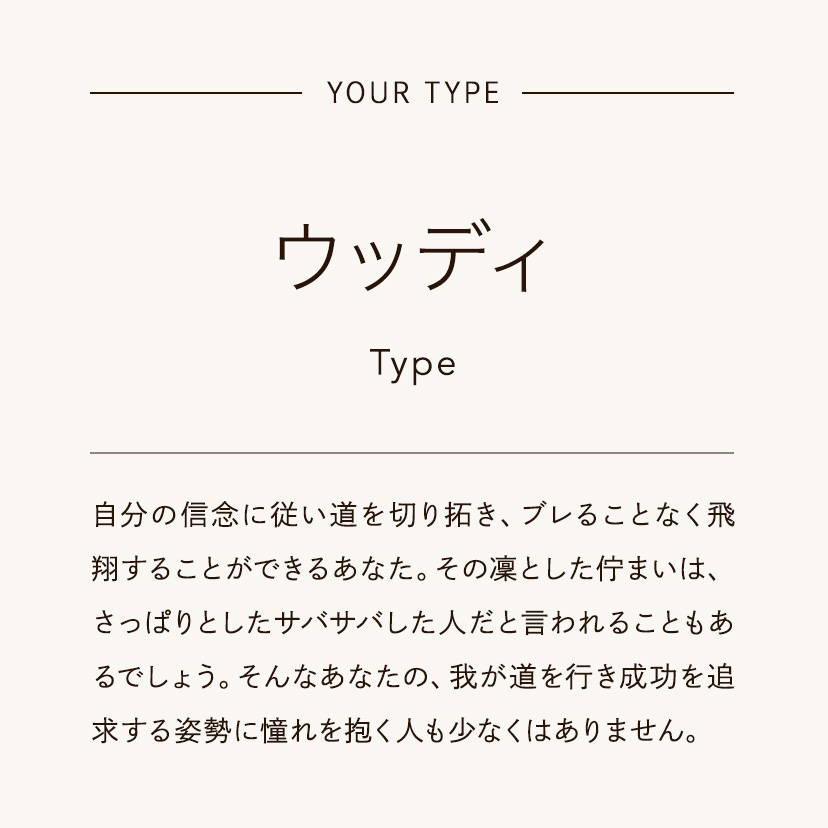 YOUR TYPE
ウッディ
Type
自分の信念に従い道を切り拓き、ブレることなく飛
翔することができるあなた。その凜とした佇まいは、
さっぱりとしたサバサバした人だと言われることもあ
るでしょう。そんなあなたの、我が道を行き成功を追
求する姿勢に憧れを抱く人も少なくはありません。